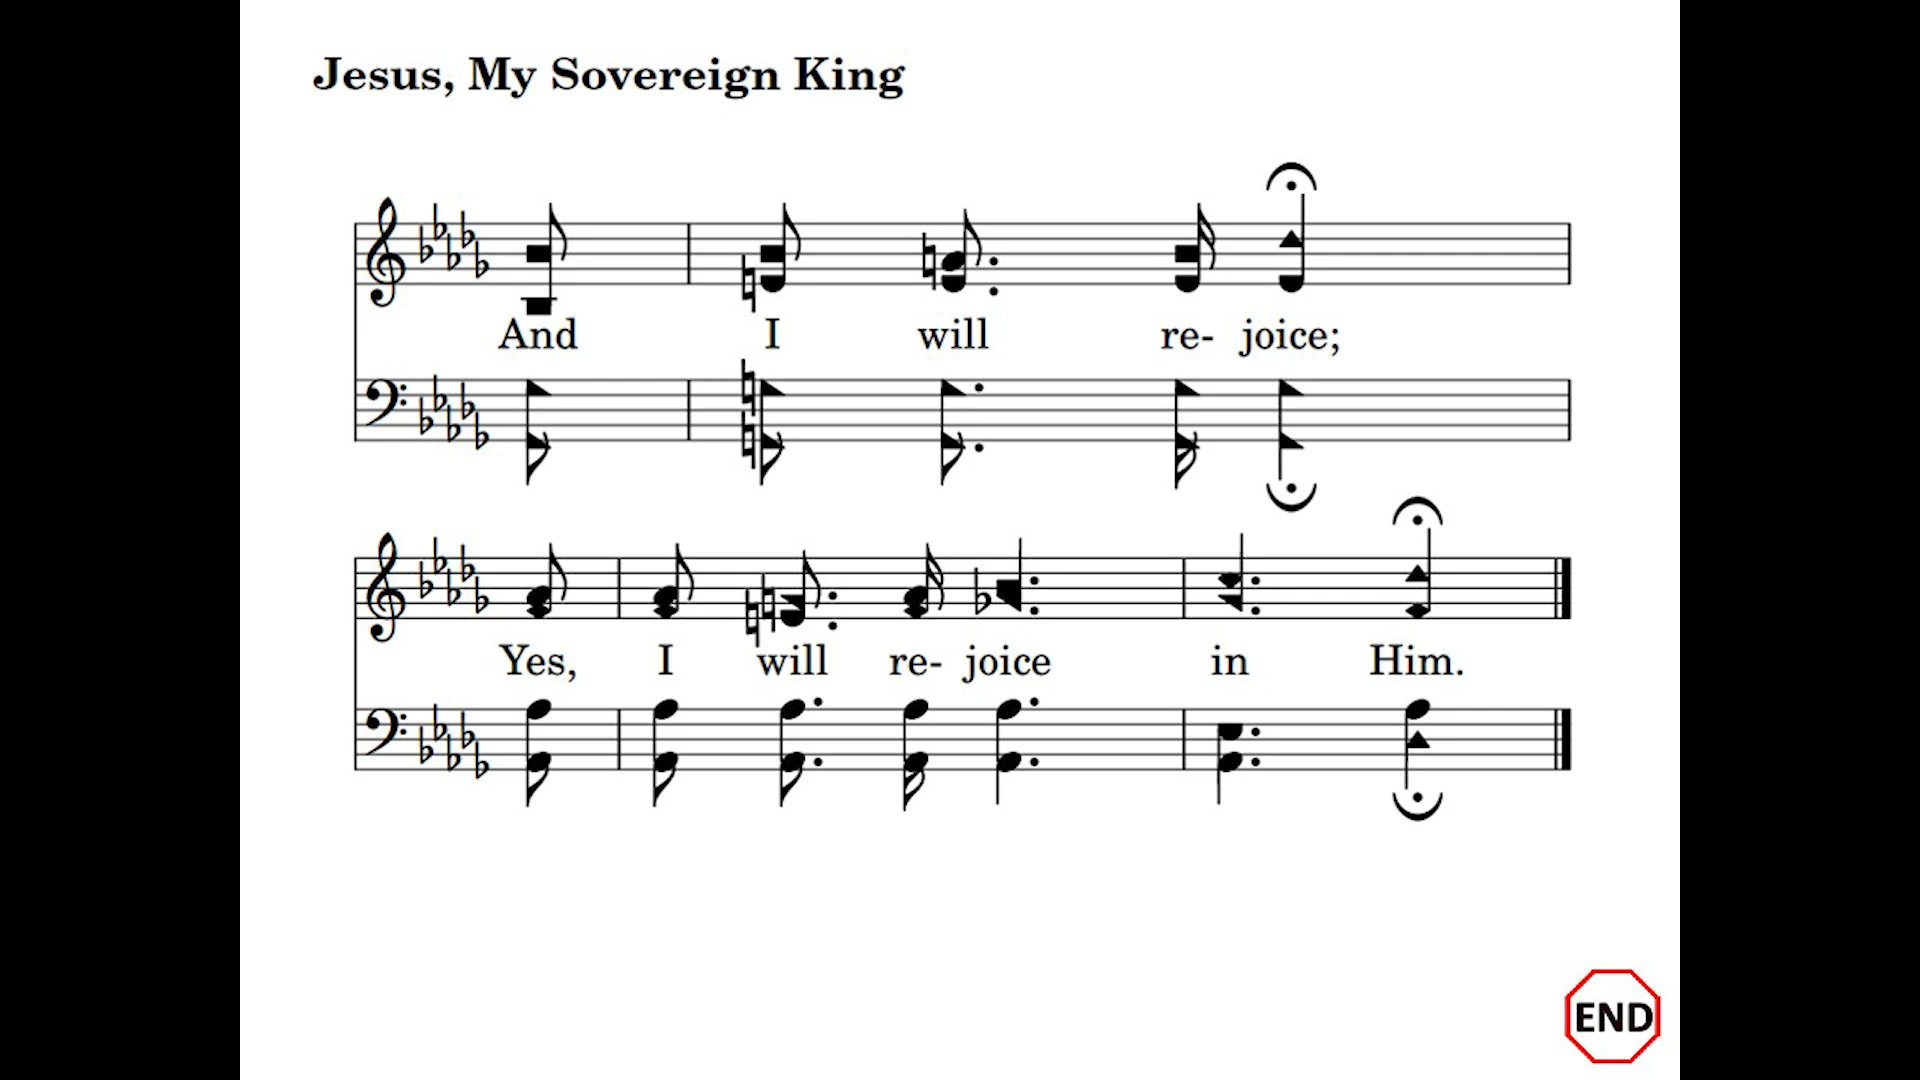 Jesus, My Sovereign King
And I will re- joice;
Yes, I will re- joice in Him.
END